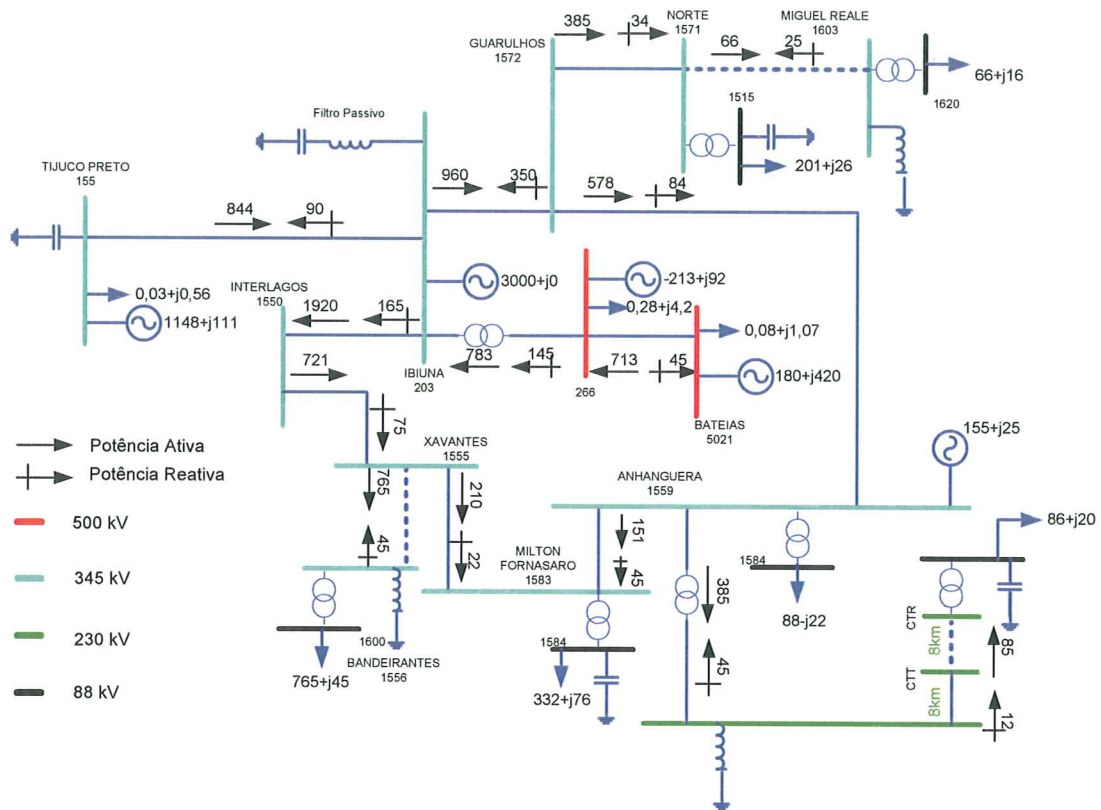 385
34
NORTE
1571
MIGUEL REALE
1603
GUARULHOS
1572
66
25
66+j16
1620
1515
201+j26
Filtro Passivo
TIJUCO PRETO
155
960
350
578
84
844
90
0,03+j0,56
1148+j111
INTERLAGOS
1550
1920
165
3000+j0
-213+j92
0,28+j4,2
0,08+j1,07
721
IBIUNA
203
783
145
713
45
180+j420
266
BATEIAS
5021
75
Potência Ativa
Potência Reativa
500 kV
345 kV
230 kV
88 kV
XAVANTES
1555
765
45
210
22
155+j25
ANHANGUERA
1559
MILTON
FORNASARO
1583
151
45
1584
88-j22
385
45
86+j20
CTR
8km
CTT
8km
85
12
1600
BANDEIRANTES
1556
765+j45
1584
332+j76